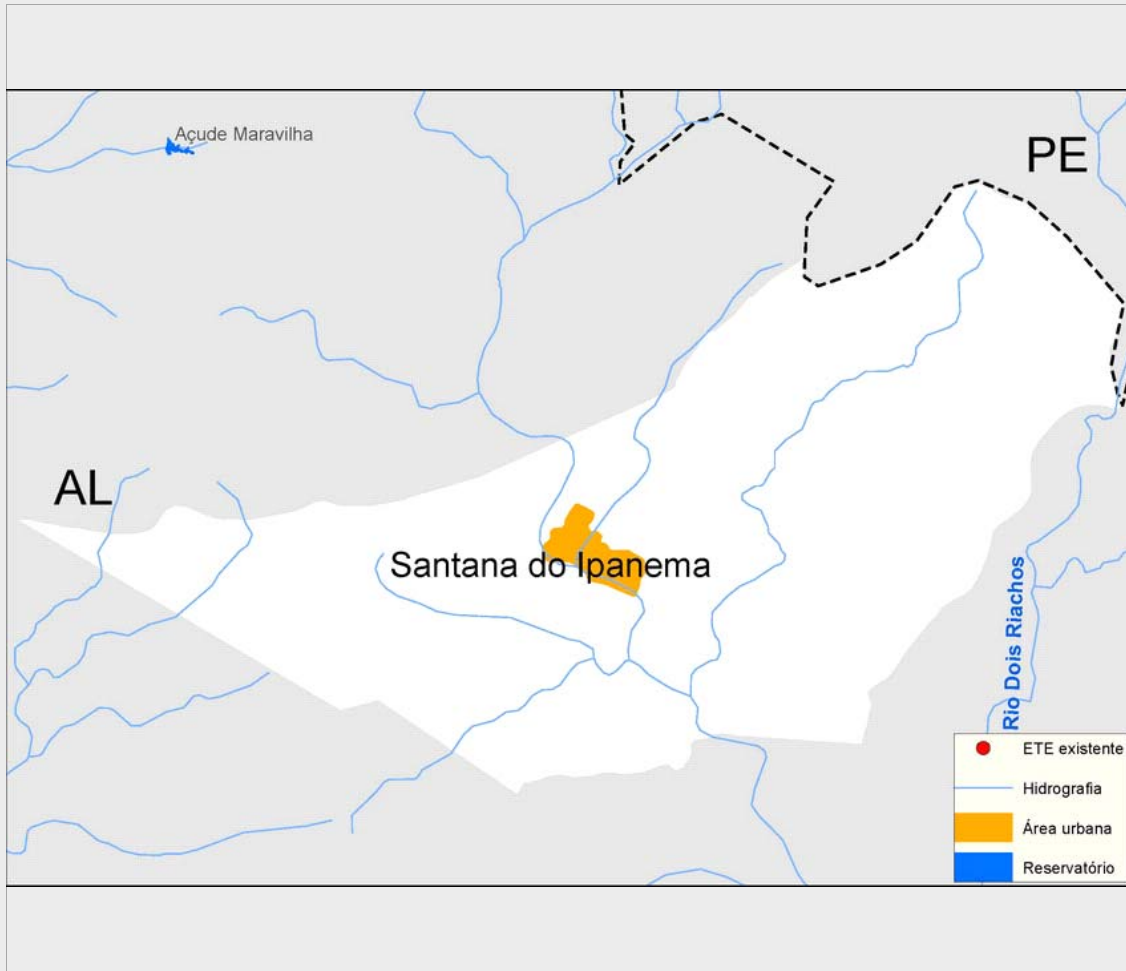 Açude Maravilha
PE
AL
Santana do Ipanema
Rio Dois Riachos
ETE existente
Hidrografia
Área urbana
Reservatório